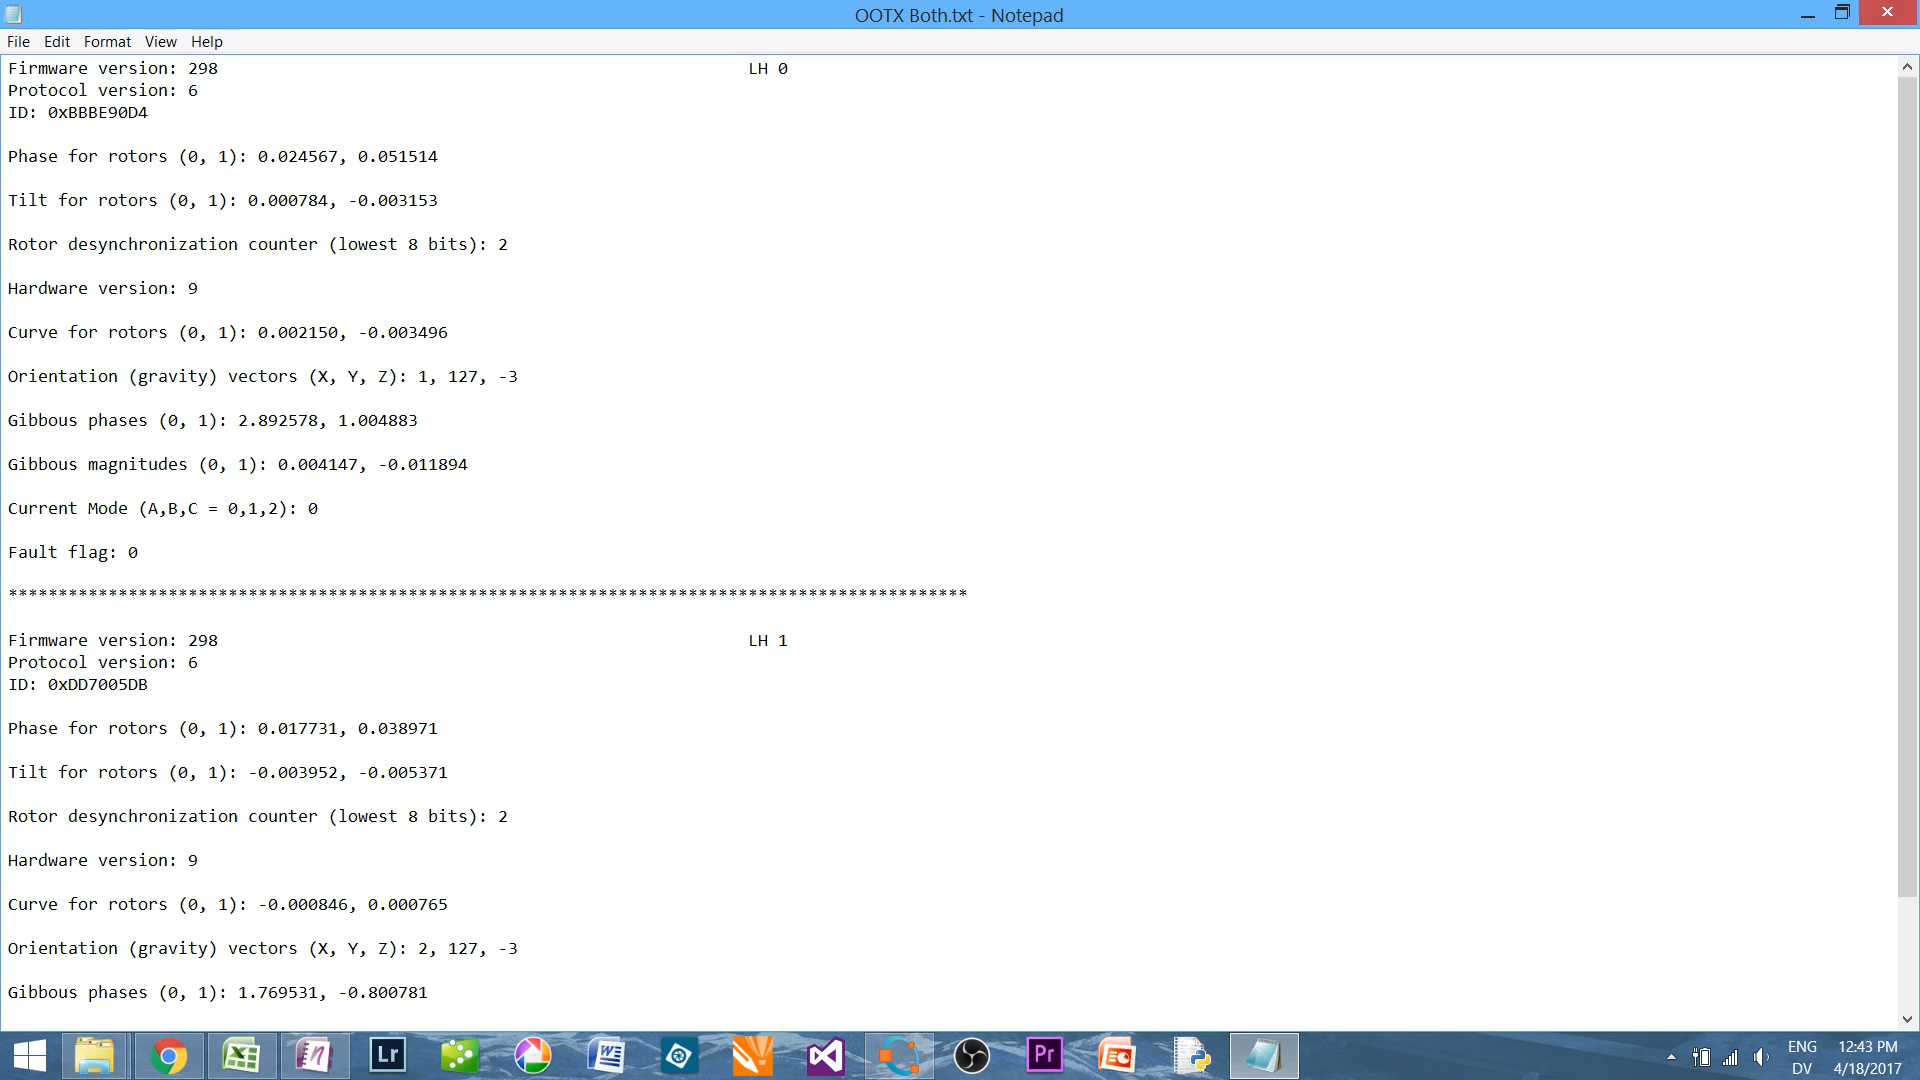 OOTX Both.txt - Notepad
File Edit Format View Help
Firmware version: 298 LH 0
Protocol version: 6
ID: 0xBBBE90D4
Phase for rotors (0, 1): 0.024567, 0.051514
Tilt for rotors (0, 1): 0.000784, -0.003153
Rotor desynchronization counter (lowest 8 bits): 2
Hardware version: 9
Curve for rotors (0, 1): 0.002150, -0.003496
Orientation (gravity) vectors (X, Y, Z): 1, 127, -3
Gibbous phases (0, 1): 2.892578, 1.004883
Gibbous magnitudes (0, 1): 0.004147, -0.011894
Current Mode (A,B,C = 0,1,2): 0
Fault flag: 0
************************************************************************************************
Firmware version: 298 LH 1
Protocol version: 6
ID: 0xDD7005DB
Phase for rotors (0, 1): 0.017731, 0.038971
Tilt for rotors (0, 1): -0.003952, -0.005371
Rotor desynchronization counter (lowest 8 bits): 2
Hardware version: 9
Curve for rotors (0, 1): -0.000846, 0.000765
Orientation (gravity) vectors (X, Y, Z): 2, 127, -3
Gibbous phases (0, 1): 1.769531, -0.800781
Lr
Pr
ENG 12:43 PM
DV 4/18/2017